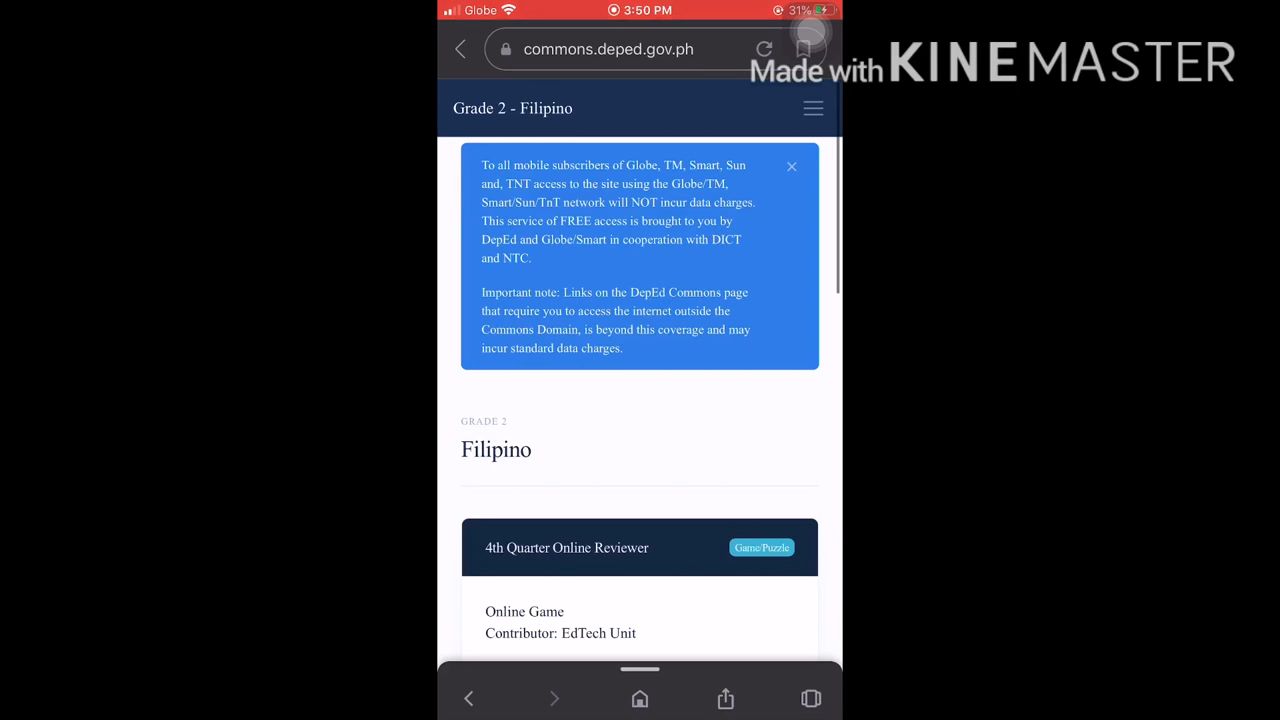 Globe 3:50 PM 31%
commons.deped.gov.ph
Made with KINEMASTER
Grade 2 - Filipino
To all mobile subscribers of Globe, TM, Smart, Sun
and, TNT access to the site using the Globe/TM,
Smart/Sun/TnT network will NOT incur data charges.
This service of FREE access is brought to you by
DepEd and Globe/Smart in cooperation with DICT
and NTC.
Important note: Links on the DepEd Commons page
that require you to access the internet outside the
Commons Domain, is beyond this coverage and may
incur standard data charges.
GRADE 2
Filipino
4th Quarter Online Reviewer Game/Puzzle
Online Game
Contributor: EdTech Unit